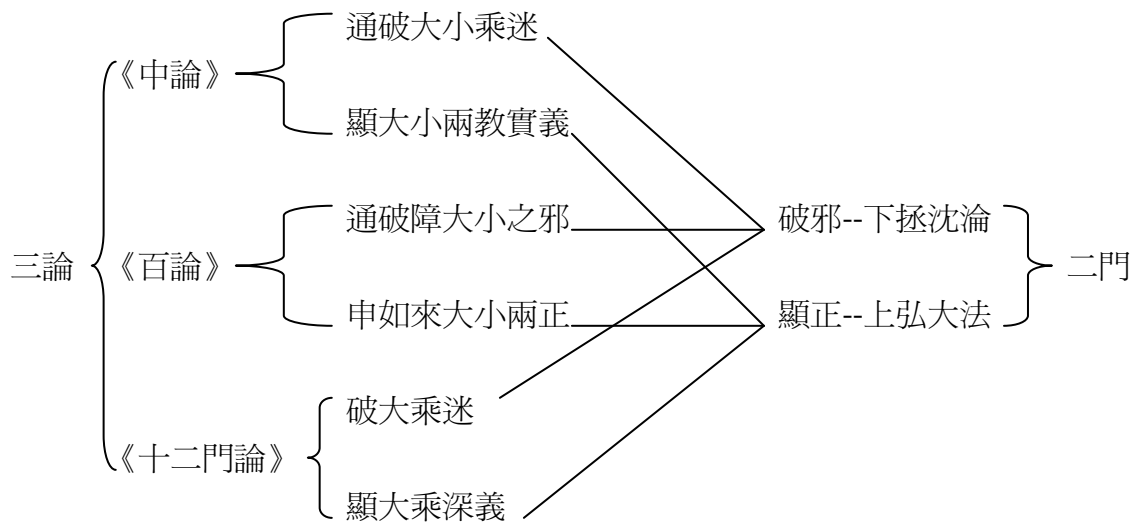 三論
《中論》
通破大小乘迷
顯大小兩教實義
《百論》
通破障大小之邪
申如來大小兩正
《十二門論》
破大乘迷
顯大乘深義
破邪--下拯沈淪
顯正--上弘大法
二門